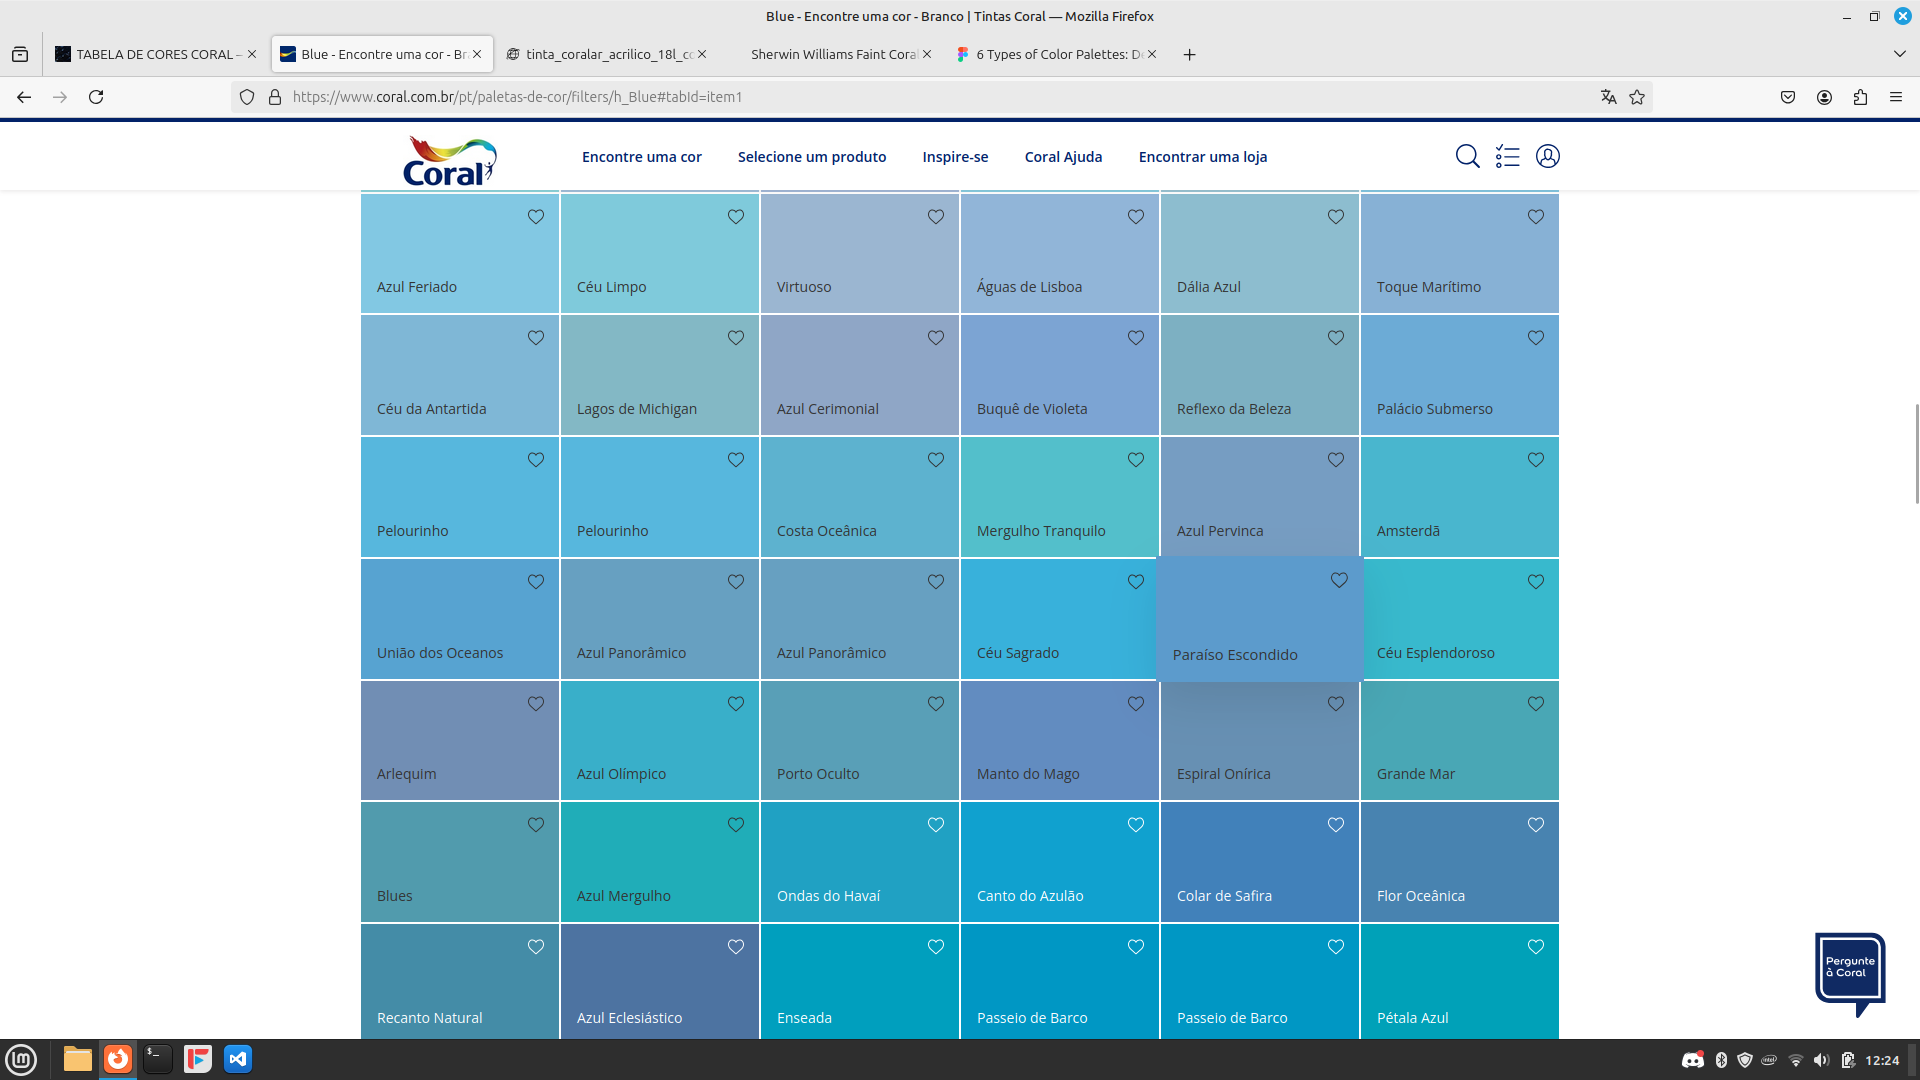 Blue - Encontre uma cor - Branco | Tintas Coral — Mozilla Firefox
TABELA DE CORES CORAL –
Blue - Encontre uma cor - Br
tinta_coralar_acrilico_18l_co
Sherwin Williams Faint Coral
6 Types of Color Palettes: De
https://www.coral.com.br/pt/paletas-de-cor/filters/h_Blue#tabId=item1
Coral
Encontre uma cor
Selecione um produto
Inspire-se
Coral Ajuda
Encontrar uma loja
Azul Feriado
Céu Limpo
Virtuoso
Águas de Lisboa
Dália Azul
Toque Marítimo
Céu da Antartida
Lagos de Michigan
Azul Cerimonial
Buquê de Violeta
Reflexo da Beleza
Palácio Submerso
Pelourinho
Pelourinho
Costa Oceânica
Mergulho Tranquilo
Azul Pervinca
Amsterdã
União dos Oceanos
Azul Panorâmico
Azul Panorâmico
Céu Sagrado
Paraíso Escondido
Céu Esplendoroso
Arlequim
Azul Olímpico
Porto Oculto
Manto do Mago
Espiral Onírica
Grande Mar
Blues
Azul Mergulho
Ondas do Havaí
Canto do Azulão
Colar de Safira
Flor Oceânica
Recanto Natural
Azul Eclesiástico
Enseada
Passeio de Barco
Passeio de Barco
Pétala Azul
Pergunte
à Coral
12:24